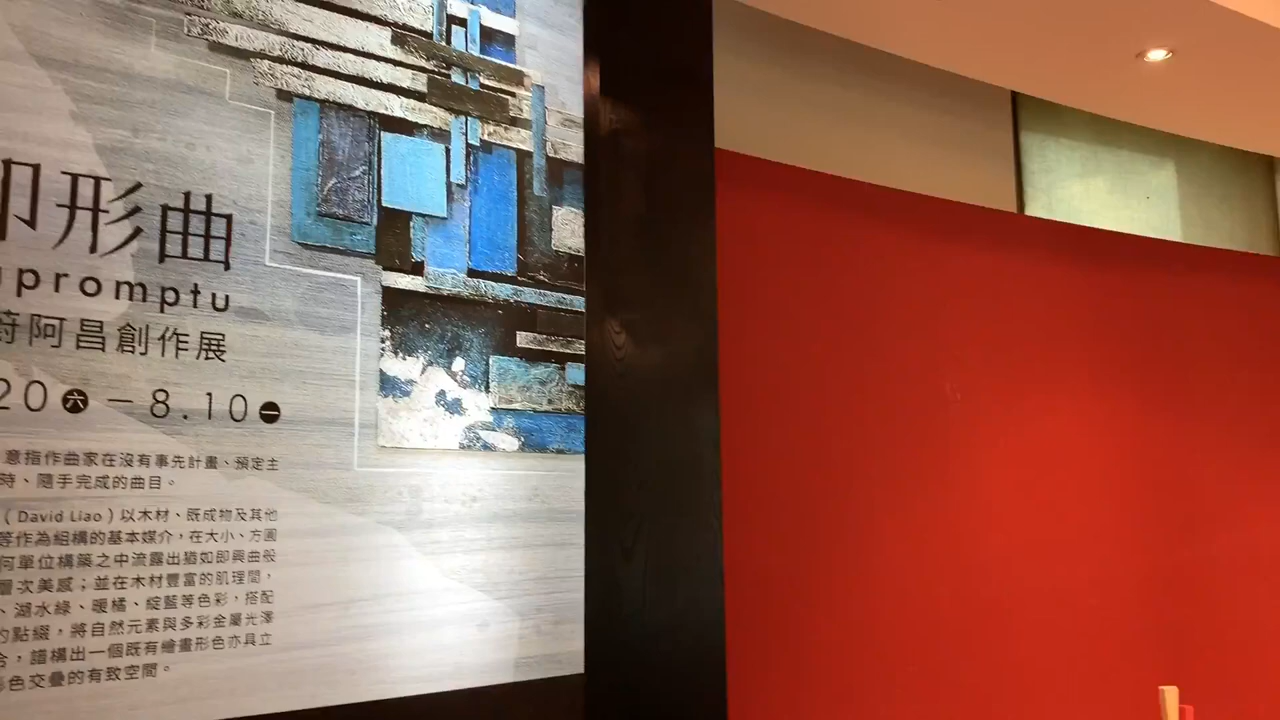 形曲
promptu
阿昌創作展
20 六 – 8.10 一
意指作曲家在沒有事先計畫、預定主
時、隨手完成的曲目。
(David Liao) 以木材、既成物及其他
等作為組構的基本媒介，在大小、方圓
何單位構築之中流露出猶如即興曲般
層次美感；並在木材豐富的肌理間，
、湖水綠、暖橘、綻藍等色彩，搭配
的點綴，將自然元素與多彩金屬光澤
合，譜構出一個既有繪畫形色亦具立
色交疊的有致空間。